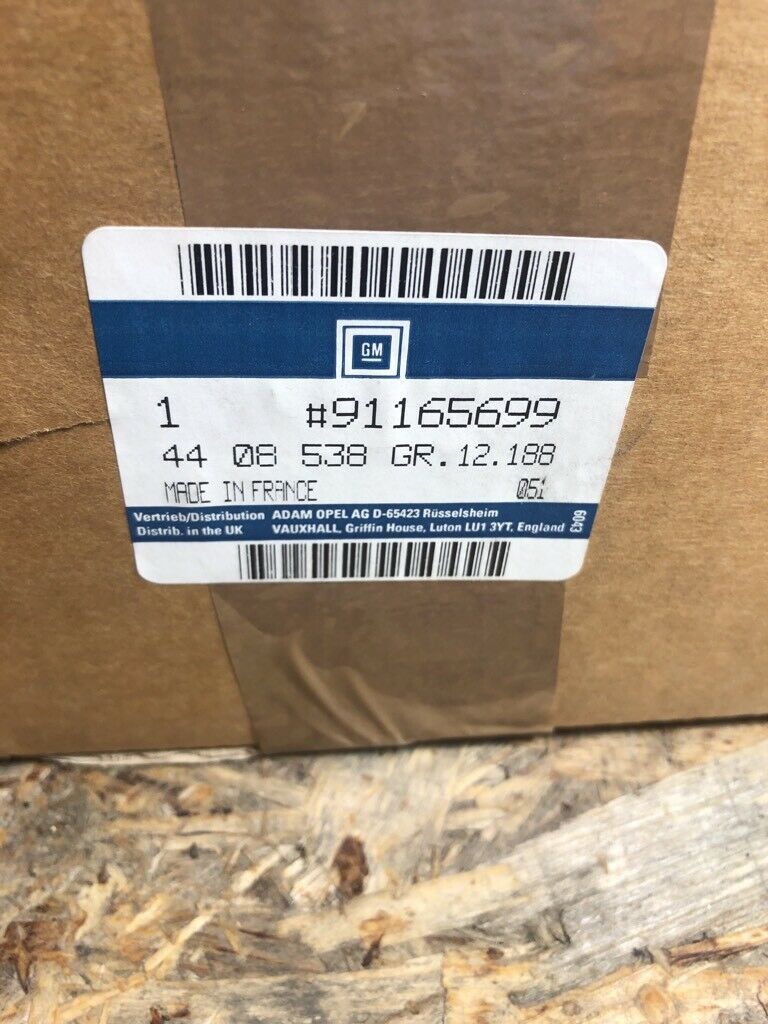 GM
1 #91165699
44 08 538 GR.12.188
MADE IN FRANCE 051
Vertrieb/Distribution ADAM OPEL AG D-65423 Rüsselsheim
Distrib. in the UK VAUXHALL, Griffin House, Luton LU1 3YT, England
6043